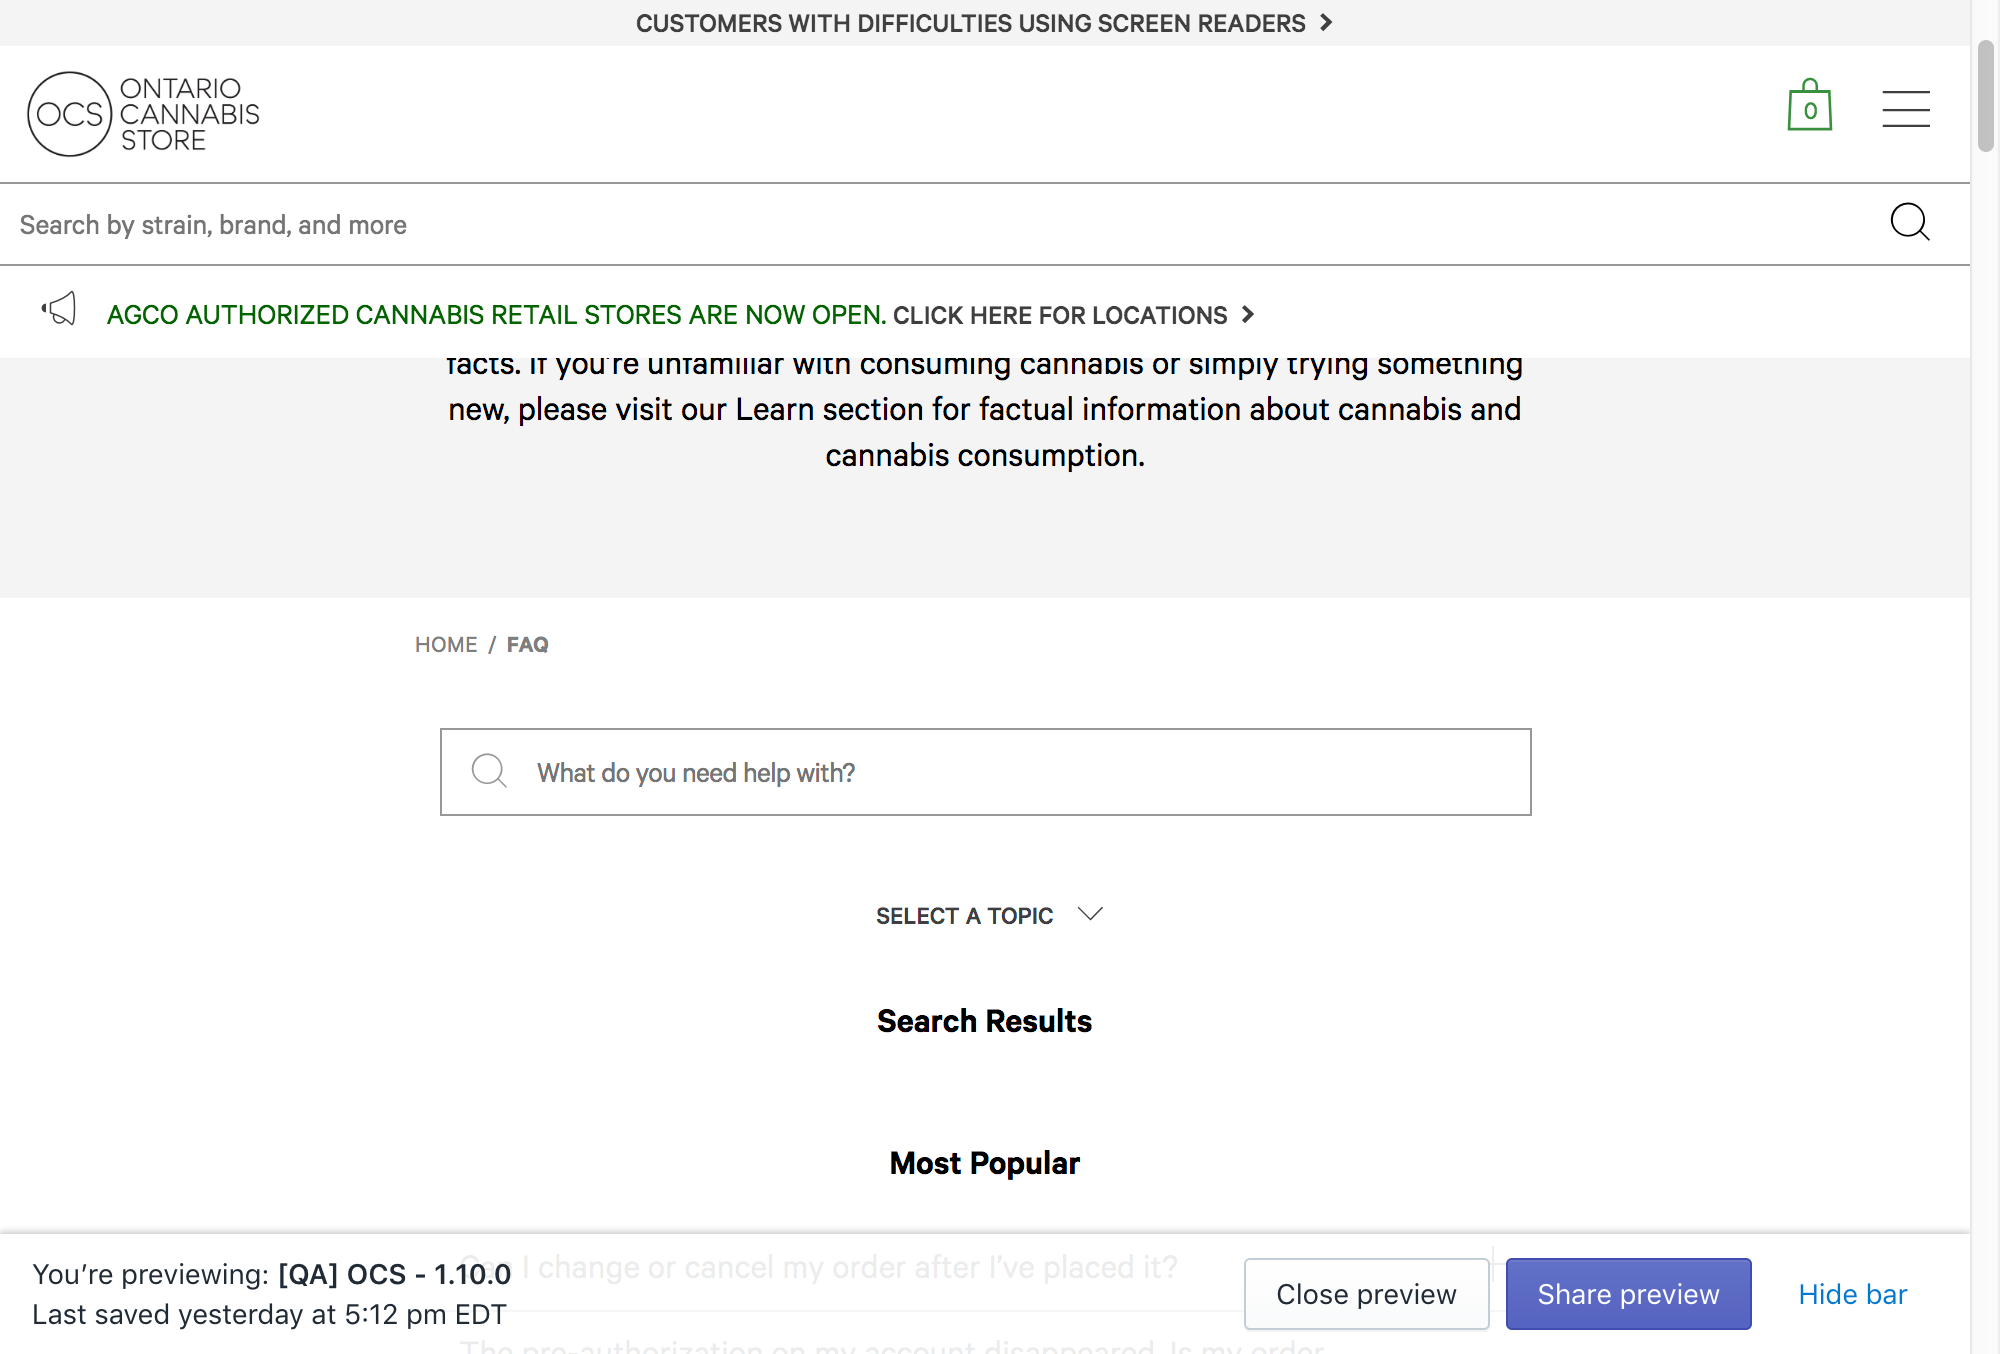 CUSTOMERS WITH DIFFICULTIES USING SCREEN READERS
OCS
ONTARIO
CANNABIS
STORE
0
Search by strain, brand, and more
AGCO AUTHORIZED CANNABIS RETAIL STORES ARE NOW OPEN. CLICK HERE FOR LOCATIONS
facts. If you're unfamiliar with consuming cannabis or simply trying something
new, please visit our Learn section for factual information about cannabis and
cannabis consumption.
HOME / FAQ
What do you need help with?
SELECT A TOPIC
Search Results
Most Popular
Can I change or cancel my order after I've placed it?
The pre-authorization on my account disappeared. Is my order
You're previewing: [QA] OCS - 1.10.0
Last saved yesterday at 5:12 pm EDT
Close preview
Share preview
Hide bar